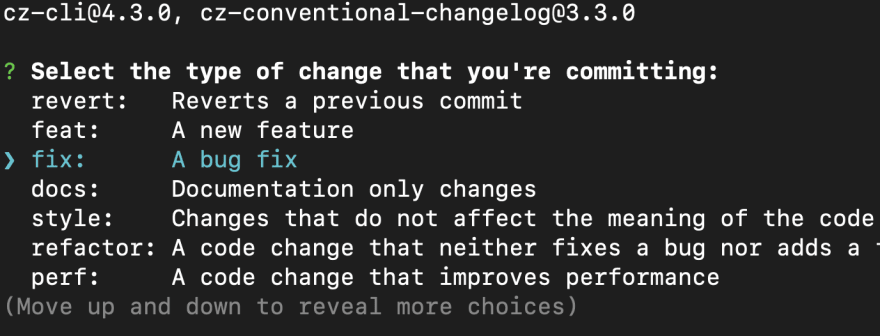 cz-cli@4.3.0, cz-conventional-changelog@3.3.0
? Select the type of change that you're committing:
revert: Reverts a previous commit
feat: A new feature
❯ fix: A bug fix
docs: Documentation only changes
style: Changes that do not affect the meaning of the code
refactor: A code change that neither fixes a bug nor adds a
perf: A code change that improves performance
(Move up and down to reveal more choices)